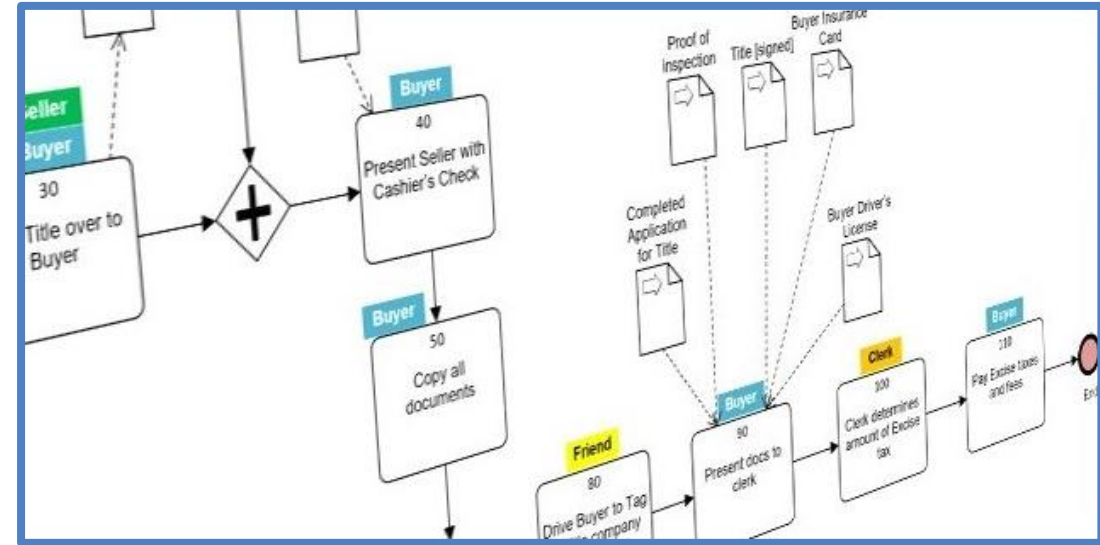 eller
Buyer
30
Title over to
Buyer
Buyer
40
Present Seller with
Cashier's Check
Buyer
50
Copy all
documents
Proof of
Inspection
Title [signed]
Buyer Insurance
Card
Completed
Application
for Title
Buyer Driver's
License
Friend
80
Drive Buyer to Tag
company
Buyer
90
Present docs to
clerk
Clerk
100
Clerk determines
amount of Excise
tax
Buyer
110
Pay Excise taxes
and fees